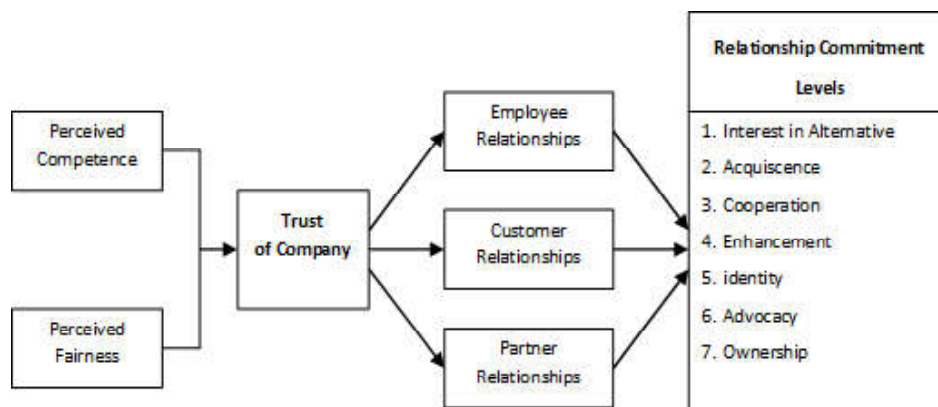 Perceived
Competence
Perceived
Fairness
Trust
of Company
Employee
Relationships
Customer
Relationships
Partner
Relationships
Relationship Commitment
Levels
1. Interest in Alternative
2. Acquiscence
3. Cooperation
4. Enhancement
5. identity
6. Advocacy
7. Ownership